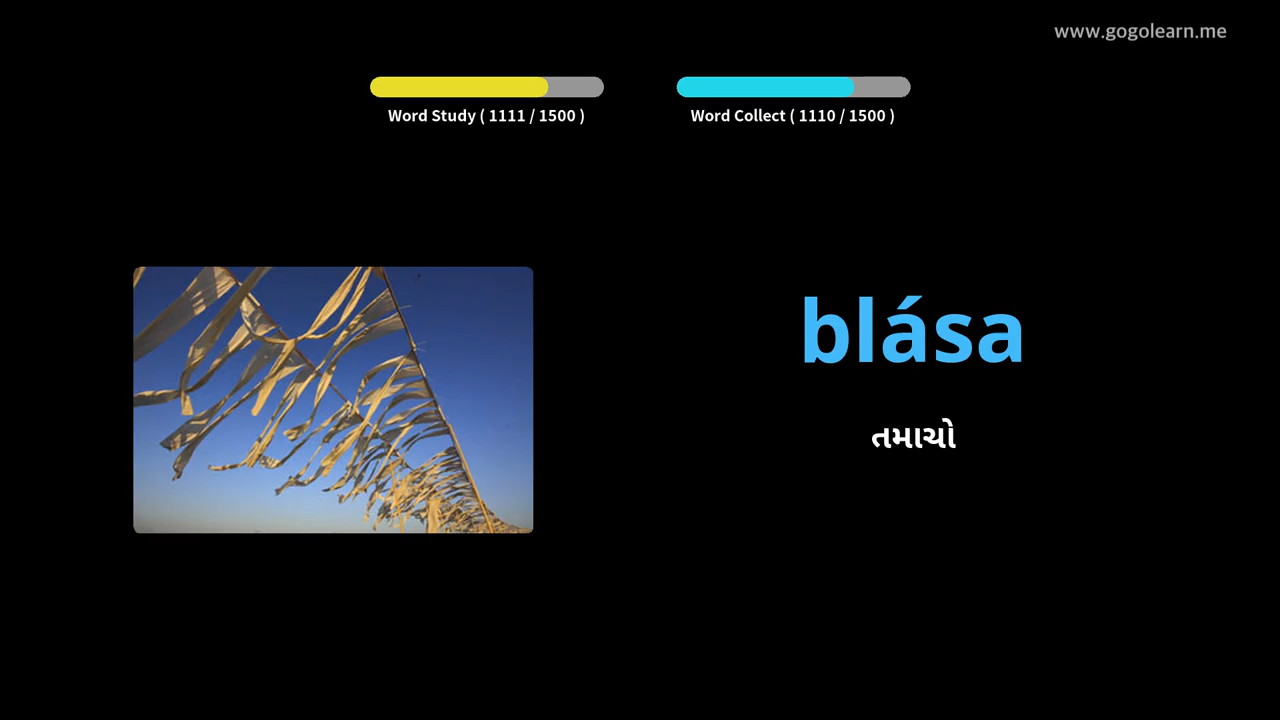 www.gogolearn.me
Word Study ( 1111 / 1500 )
Word Collect ( 1110 / 1500 )
blása
તમાચો